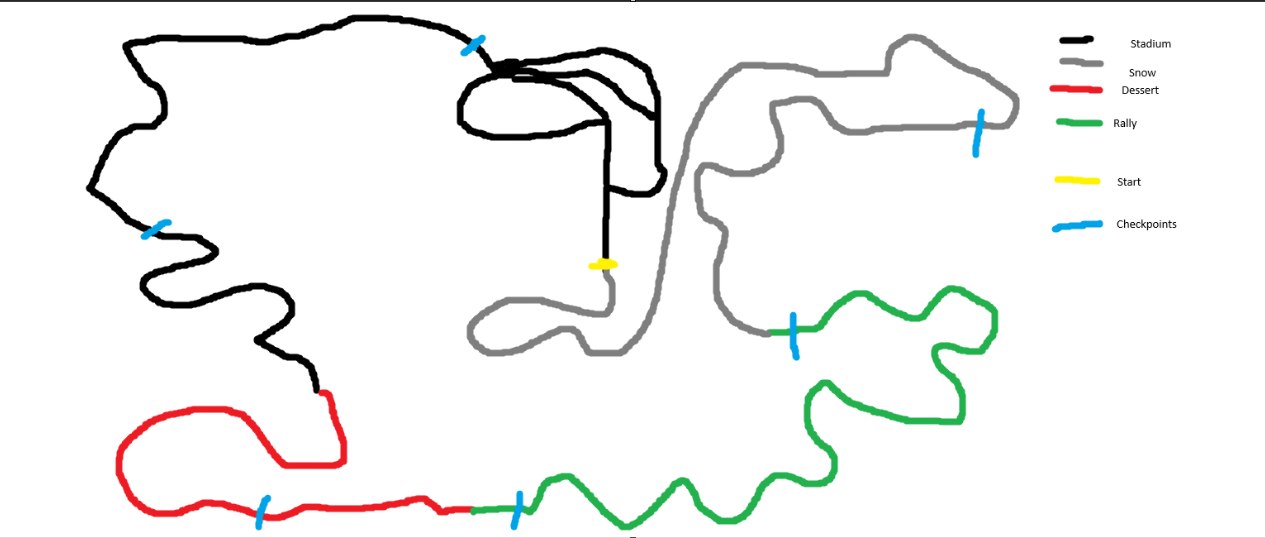 Stadium
Snow
Dessert
Rally
Start
Checkpoints